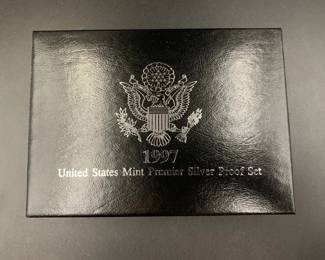 1997
United States Mint Premier Silver Proof Set